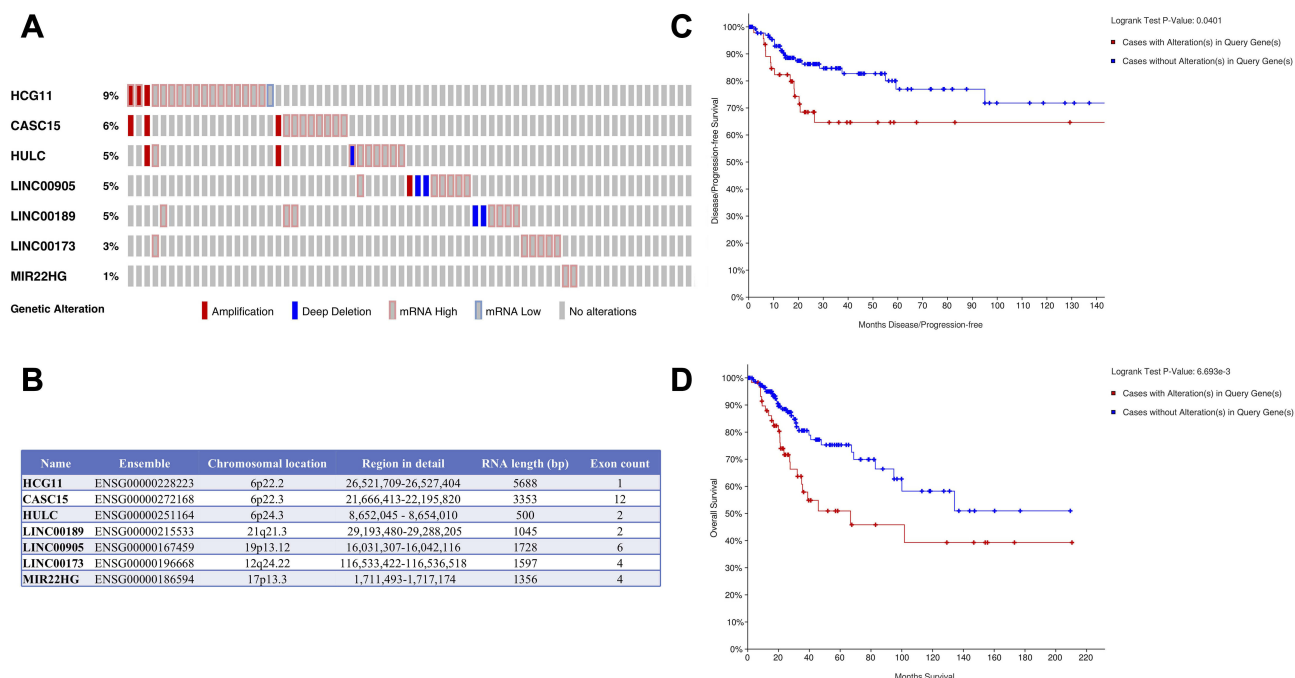 A
HCG11 9%
CASC15 6%
HULC 5%
LINC00905 5%
LINC00189 5%
LINC00173 3%
MIR22HG 1%
Genetic Alteration Amplification Deep Deletion mRNA High mRNA Low No alterations
B
Name Ensemble Chromosomal location Region in detail RNA length (bp) Exon count
HCG11 ENSG00000228223 6p22.2 26,521,709-26,527,404 5688 1
CASC15 ENSG00000272168 6p22.3 21,666,413-22,195,820 3353 12
HULC ENSG00000251164 6p24.3 8,652,045 - 8,654,010 500 2
LINC00189 ENSG00000215533 21q21.3 29,193,480-29,288,205 1045 2
LINC00905 ENSG00000167459 19p13.12 16,031,307-16,042,116 1728 6
LINC00173 ENSG00000196668 12q24.22 116,533,422-116,536,518 1597 4
MIR22HG ENSG00000186594 17p13.3 1,711,493-1,717,174 1356 4
C
Logrank Test P-Value: 0.0401
Cases with Alteration(s) in Query Gene(s)
Cases without Alteration(s) in Query Gene(s)
Disease/Progression-free Survival
100%
90%
80%
70%
60%
50%
40%
30%
20%
10%
0%
0 10 20 30 40 50 60 70 80 90 100 110 120 130 140
Months Disease/Progression-free
D
Logrank Test P-Value: 6.693e-3
Cases with Alteration(s) in Query Gene(s)
Cases without Alteration(s) in Query Gene(s)
Overall Survival
100%
90%
80%
70%
60%
50%
40%
30%
20%
10%
0%
0 20 40 60 80 100 120 140 160 180 200 220
Months Survival